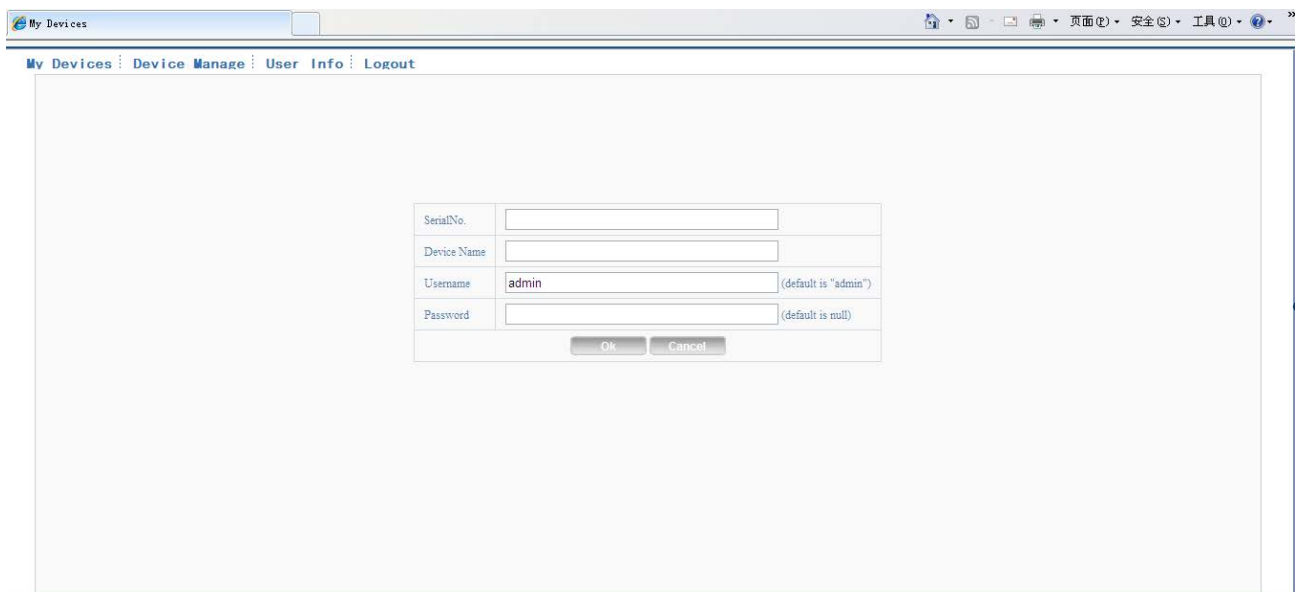 My Devices
页面(P) 安全(S) 工具(O) »
My Devices Device Manage User Info Logout
SerialNo.
Device Name
Username admin (default is "admin")
Password (default is null)
Ok Cancel